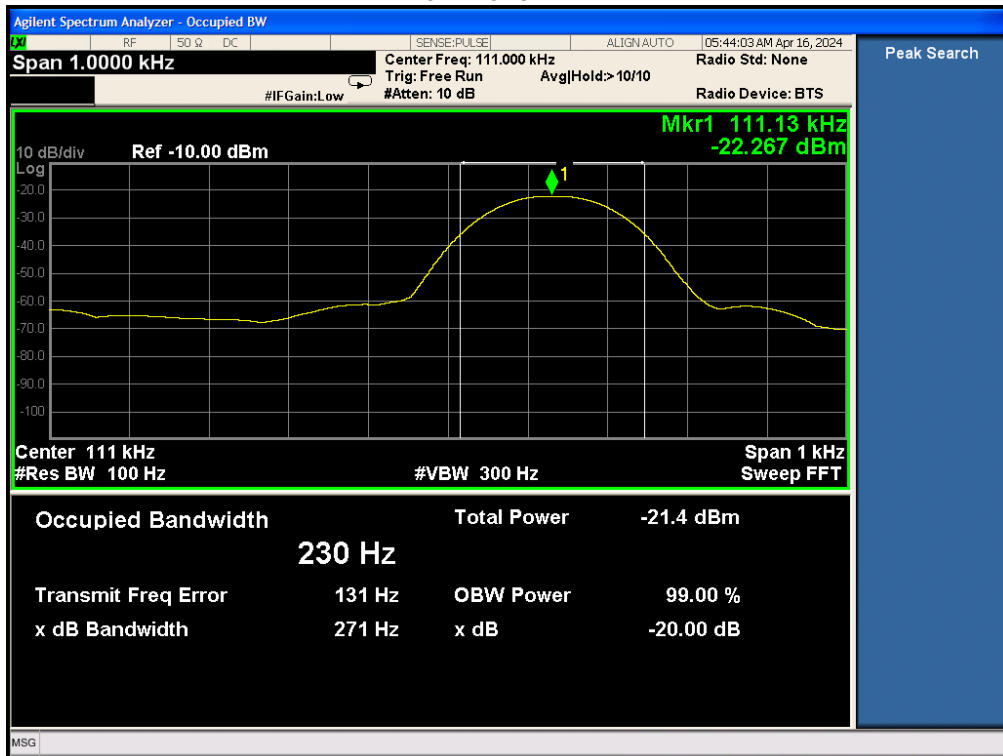 Agilent Spectrum Analyzer - Occupied BW
LXI RF 50 Ω DC SENSE:PULSE ALIGN AUTO 05:44:03 AM Apr 16, 2024
Span 1.0000 kHz Center Freq: 111.000 kHz Radio Std: None
Trig: Free Run Avg|Hold:>10/10
#IFGain:Low #Atten: 10 dB Radio Device: BTS
Peak Search
Mkr1 111.13 kHz
10 dB/div Ref -10.00 dBm -22.267 dBm
Log
1
-20.0
-30.0
-40.0
-50.0
-60.0
-70.0
-80.0
-90.0
-100
Center 111 kHz Span 1 kHz
#Res BW 100 Hz #VBW 300 Hz Sweep FFT
Occupied Bandwidth Total Power -21.4 dBm
230 Hz
Transmit Freq Error 131 Hz OBW Power 99.00 %
x dB Bandwidth 271 Hz x dB -20.00 dB
MSG